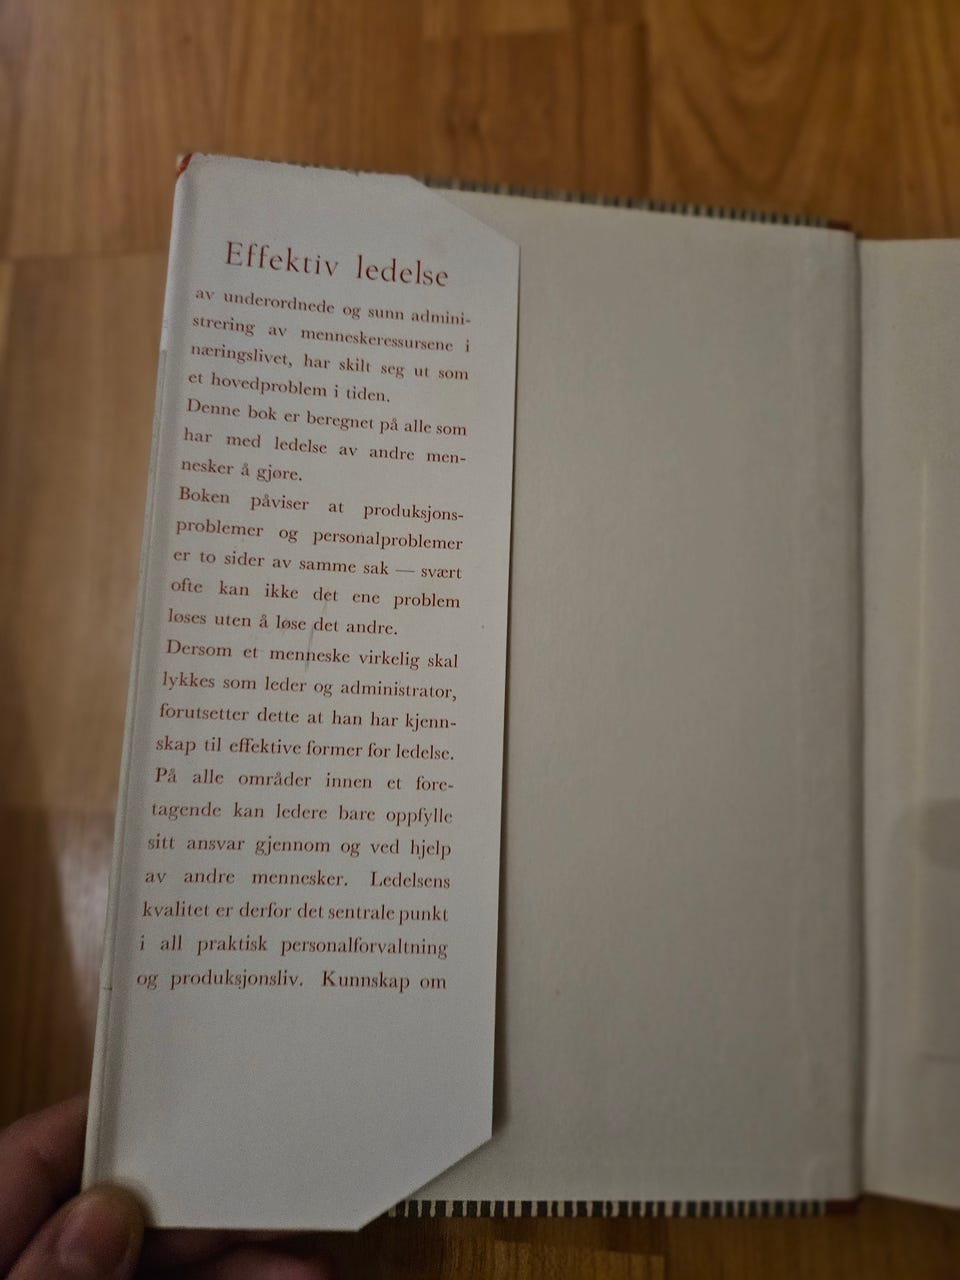 Effektiv ledelse
av underordnede og sunn admini-
strering av menneskeressursene i
næringslivet, har skilt seg ut som
et hovedproblem i tiden.
Denne bok er beregnet på alle som
har med ledelse av andre men-
nesker å gjøre.
Boken påviser at produksjons-
problemer og personalproblemer
er to sider av samme sak — svært
ofte kan ikke det ene problem
løses uten å løse det andre.
Dersom et menneske virkelig skal
lykkes som leder og administrator,
forutsetter dette at han har kjenn-
skap til effektive former for ledelse.
På alle områder innen et fore-
tagende kan ledere bare oppfylle
sitt ansvar gjennom og ved hjelp
av andre mennesker. Ledelsens
kvalitet er derfor det sentrale punkt
i all praktisk personalforvaltning
og produksjonsliv. Kunnskap om